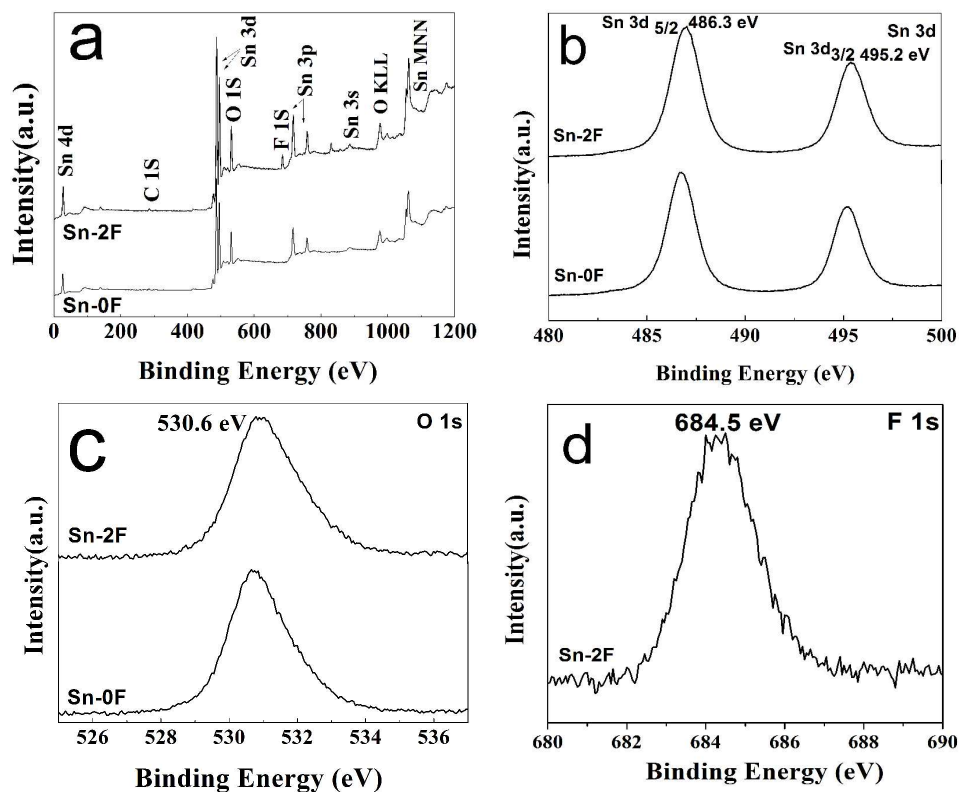 a
Sn 4d
C 1S
Sn 3d
O 1S
F 1S
Sn 3p
Sn 3s
O KLL
Sn MNN
Sn-2F
Sn-0F
Intensity(a.u.)
0 200 400 600 800 1000 1200
Binding Energy (eV)
b
Sn 3d 5/2 486.3 eV
Sn 3d
Sn 3d3/2 495.2 eV
Sn-2F
Sn-0F
Intensity(a.u.)
480 485 490 495 500
Binding Energy (eV)
c
530.6 eV
O 1s
Sn-2F
Sn-0F
Intensity(a.u.)
526 528 530 532 534 536
Binding Energy (eV)
d
684.5 eV
F 1s
Sn-2F
Intensity(a.u.)
680 682 684 686 688 690
Binding Energy (eV)